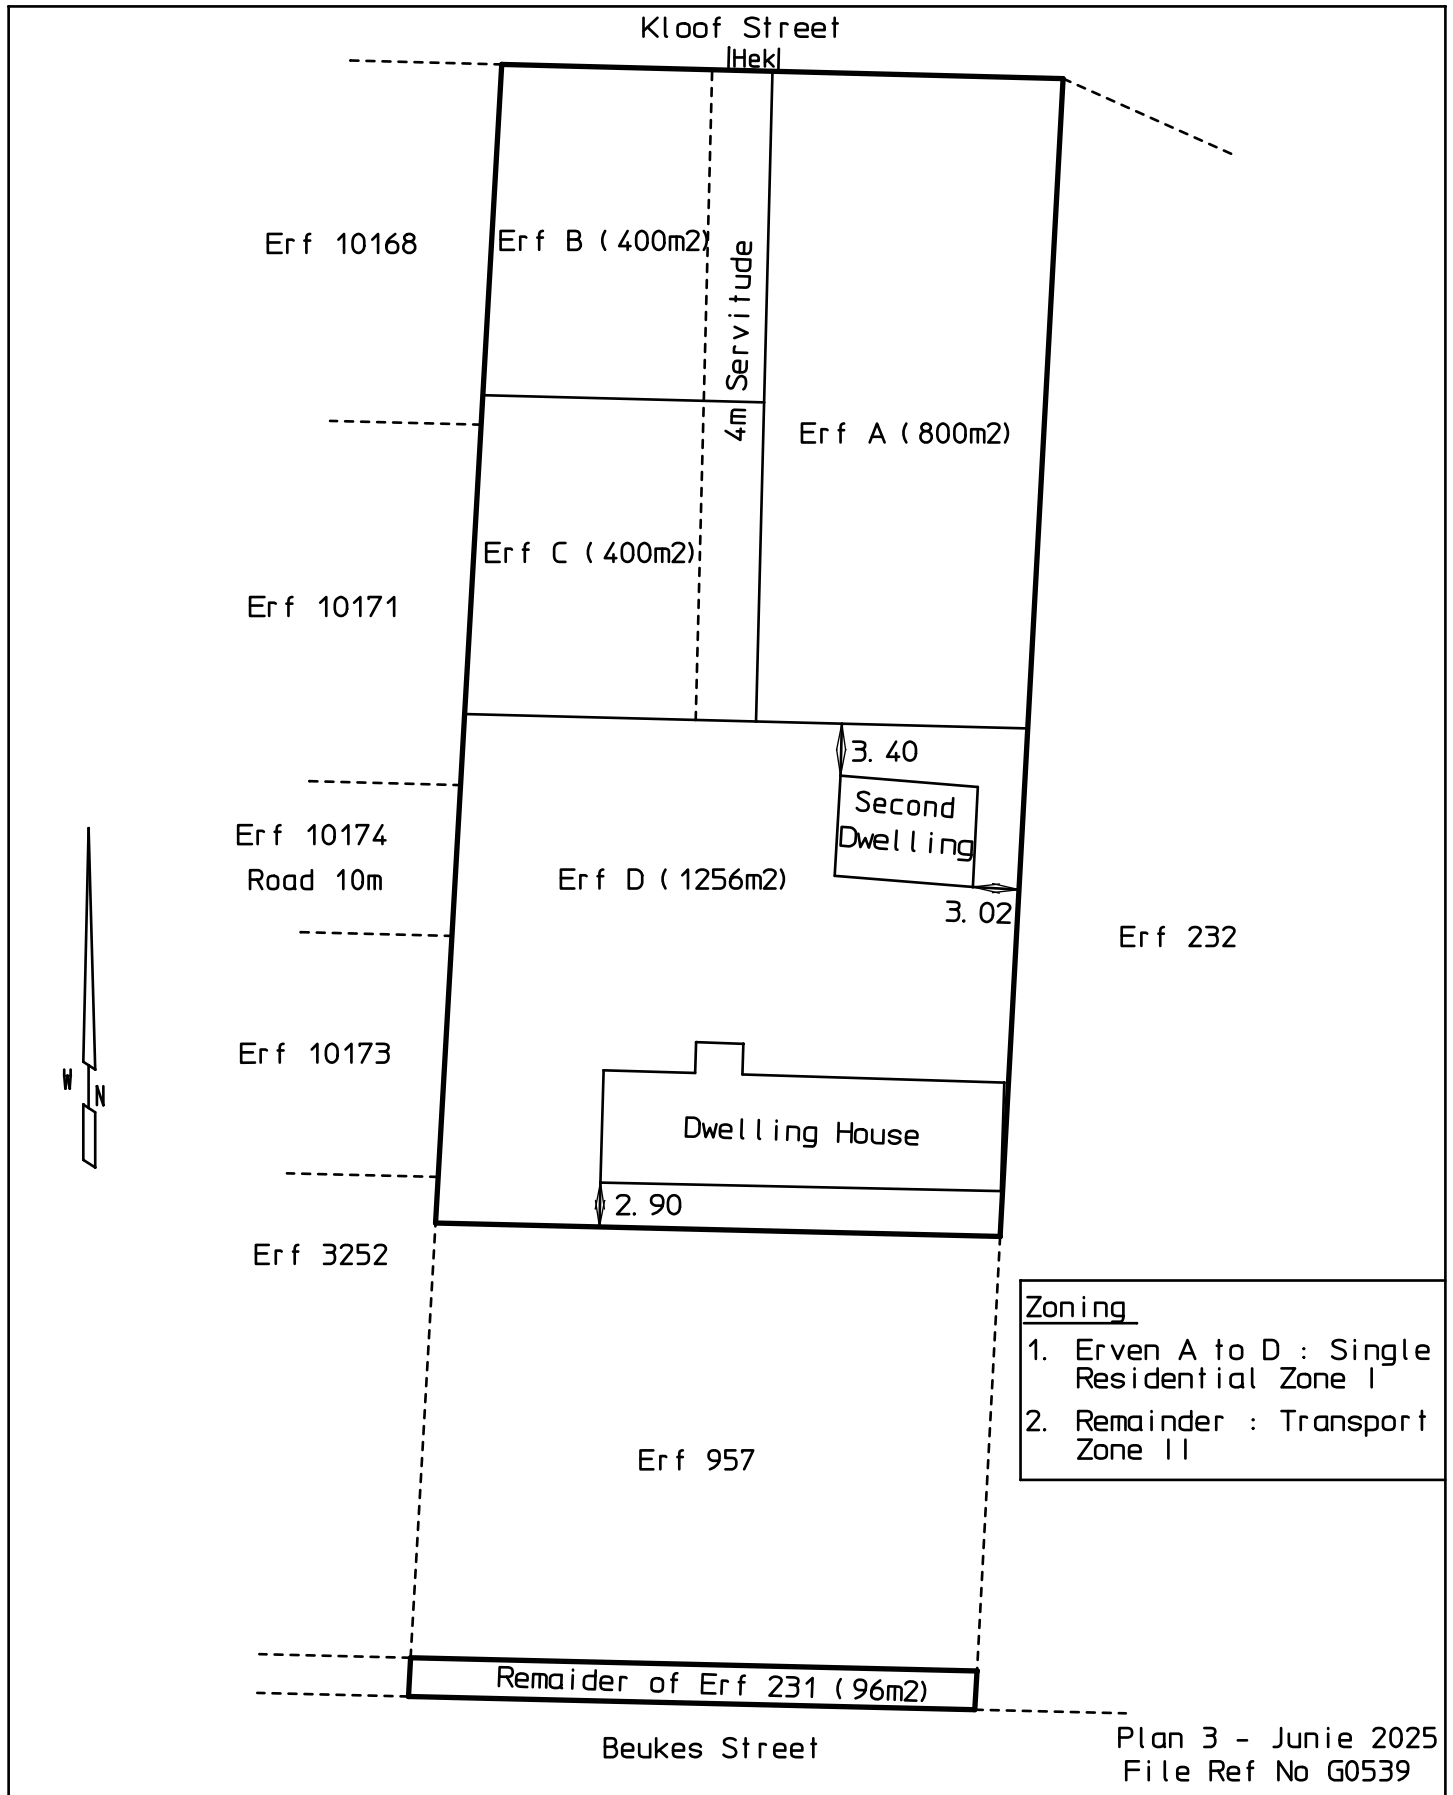 Kloof Street
Hek
Erf 10168
Erf B (400m2)
4m Servitude
Erf A (800m2)
Erf C (400m2)
Erf 10171
3.40
Second
Dwelling
Erf 10174
Road 10m
Erf D (1256m2)
3.02
Erf 232
Erf 10173
W
N
Dwelling House
2.90
Erf 3252
Zoning
1. Erven A to D : Single
Residential Zone I
2. Remainder : Transport
Zone II
Erf 957
Remaider of Erf 231 (96m2)
Beukes Street
Plan 3 - Junie 2025
File Ref No G0539